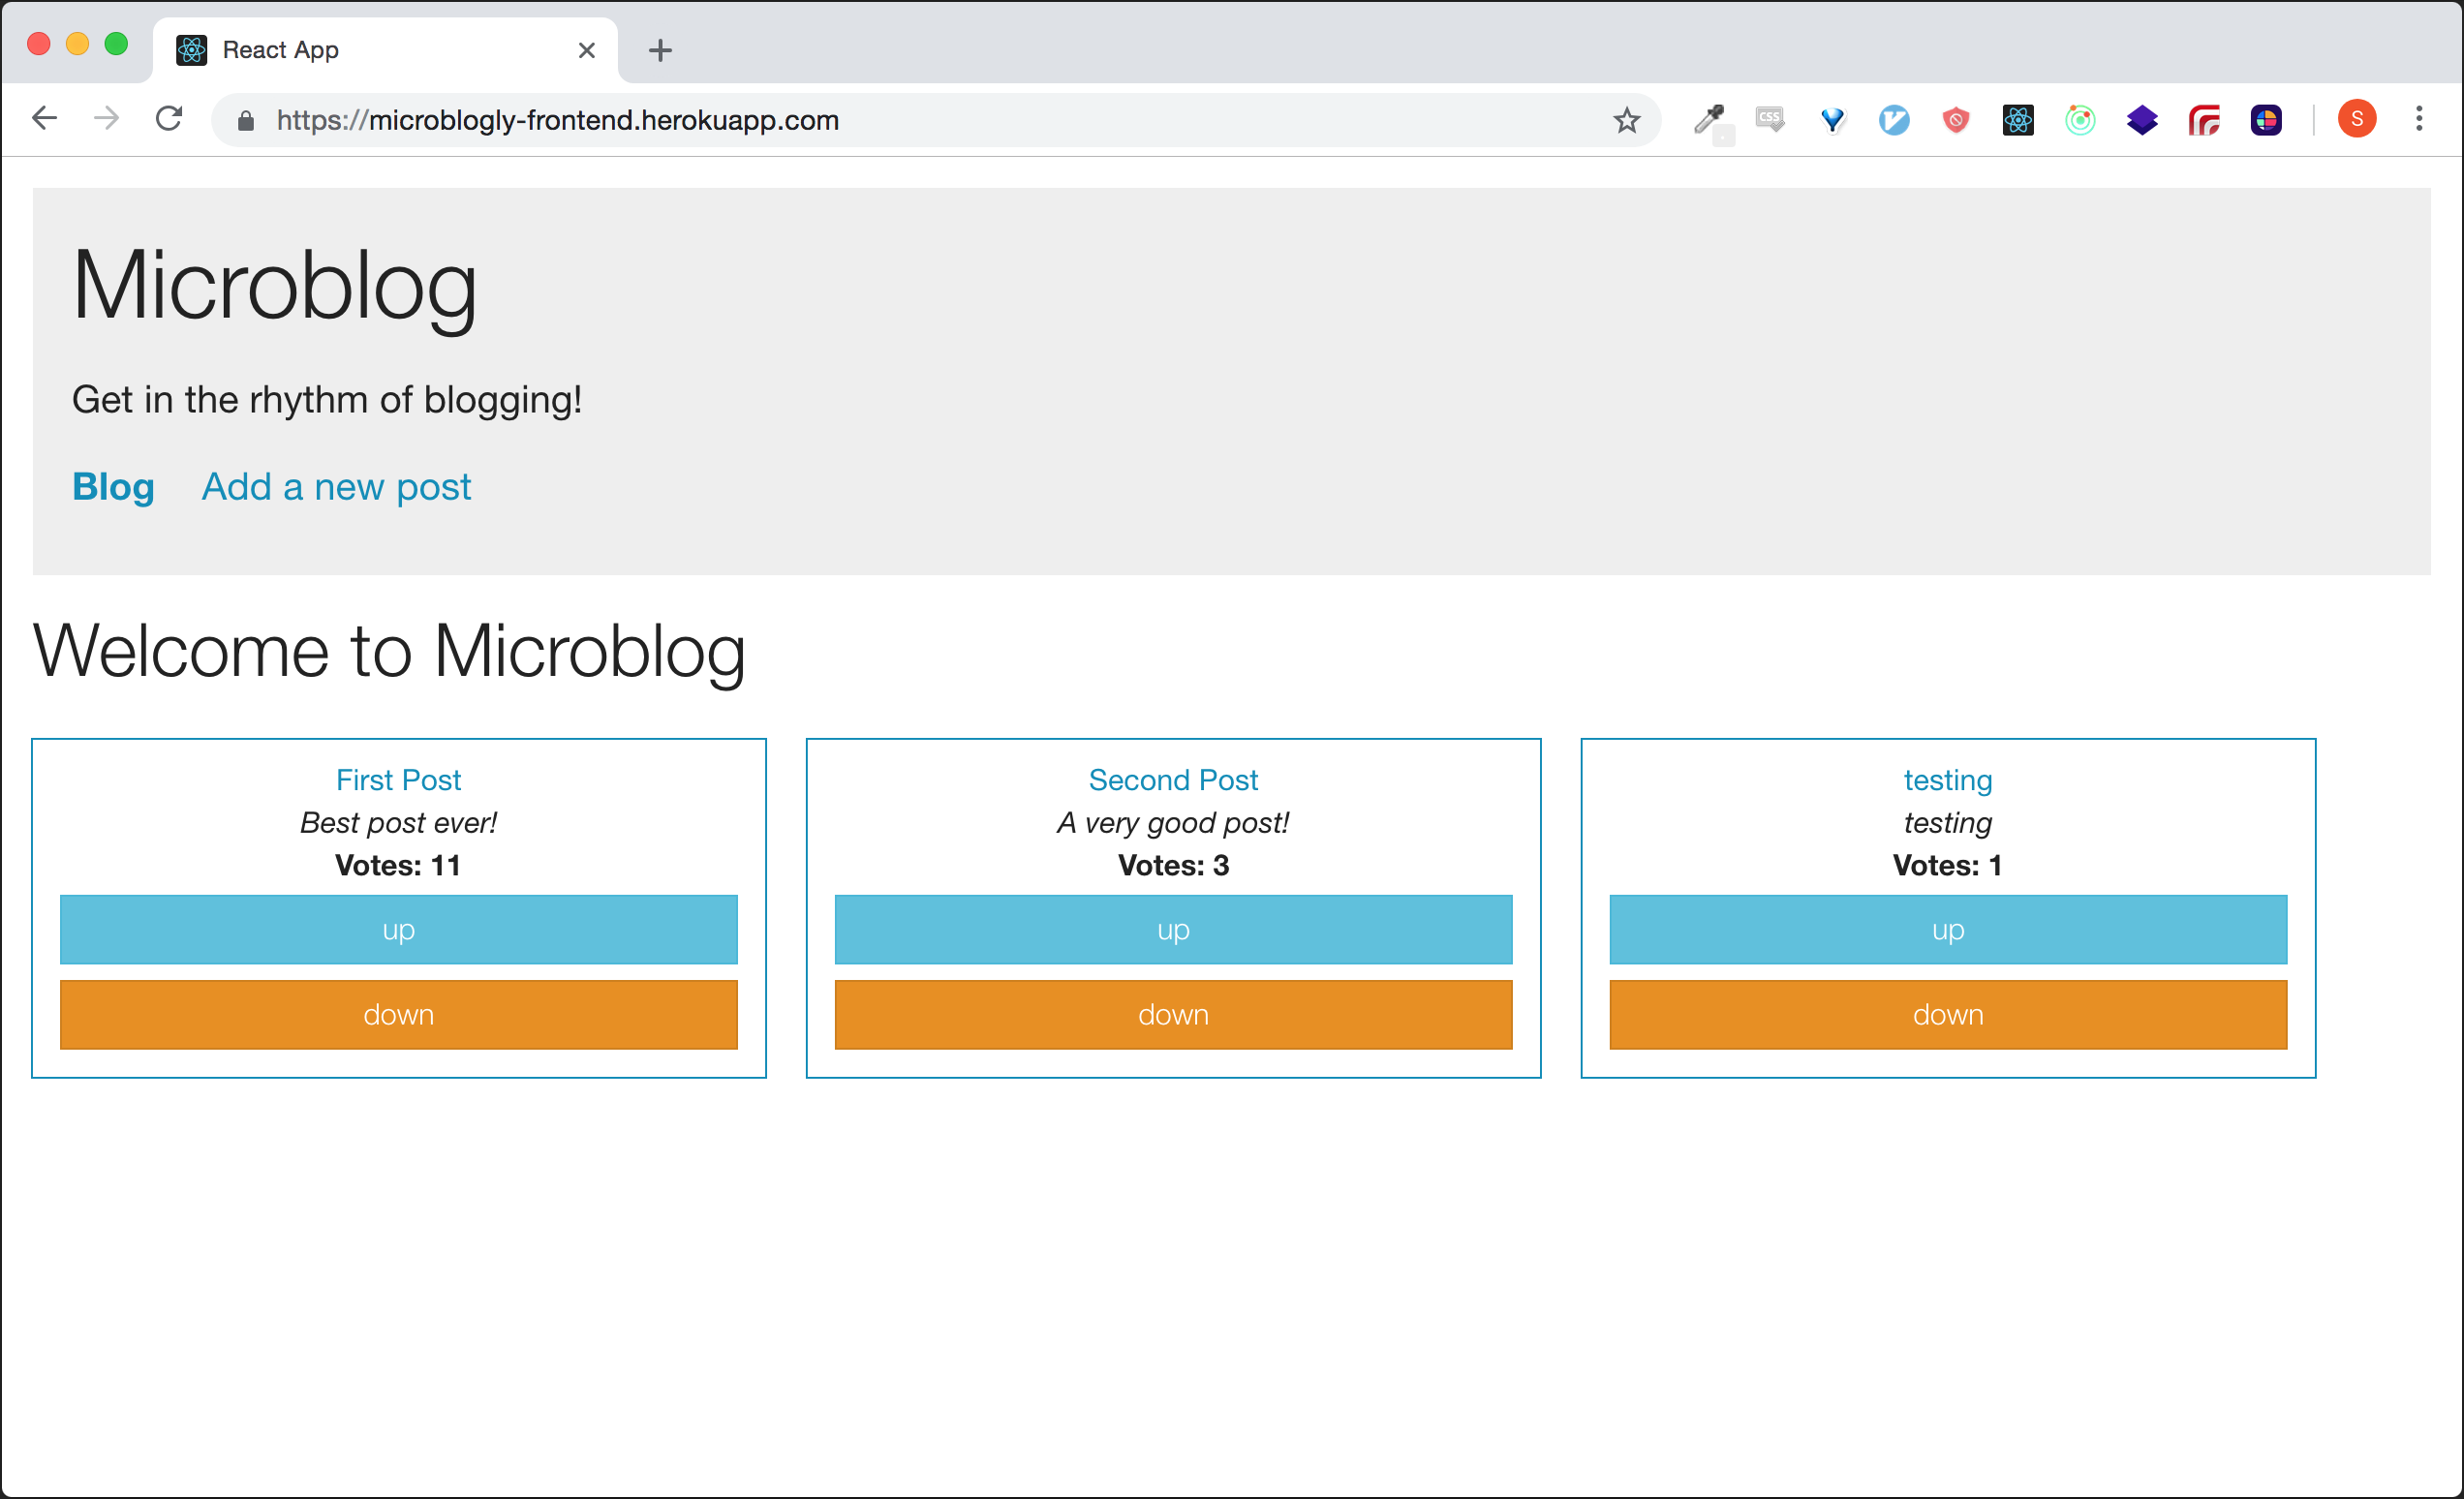 React App
https://microblogly-frontend.herokuapp.com
CSS
S
Microblog
Get in the rhythm of blogging!
Blog Add a new post
Welcome to Microblog
First Post
Best post ever!
Votes: 11
up
down
Second Post
A very good post!
Votes: 3
up
down
testing
testing
Votes: 1
up
down